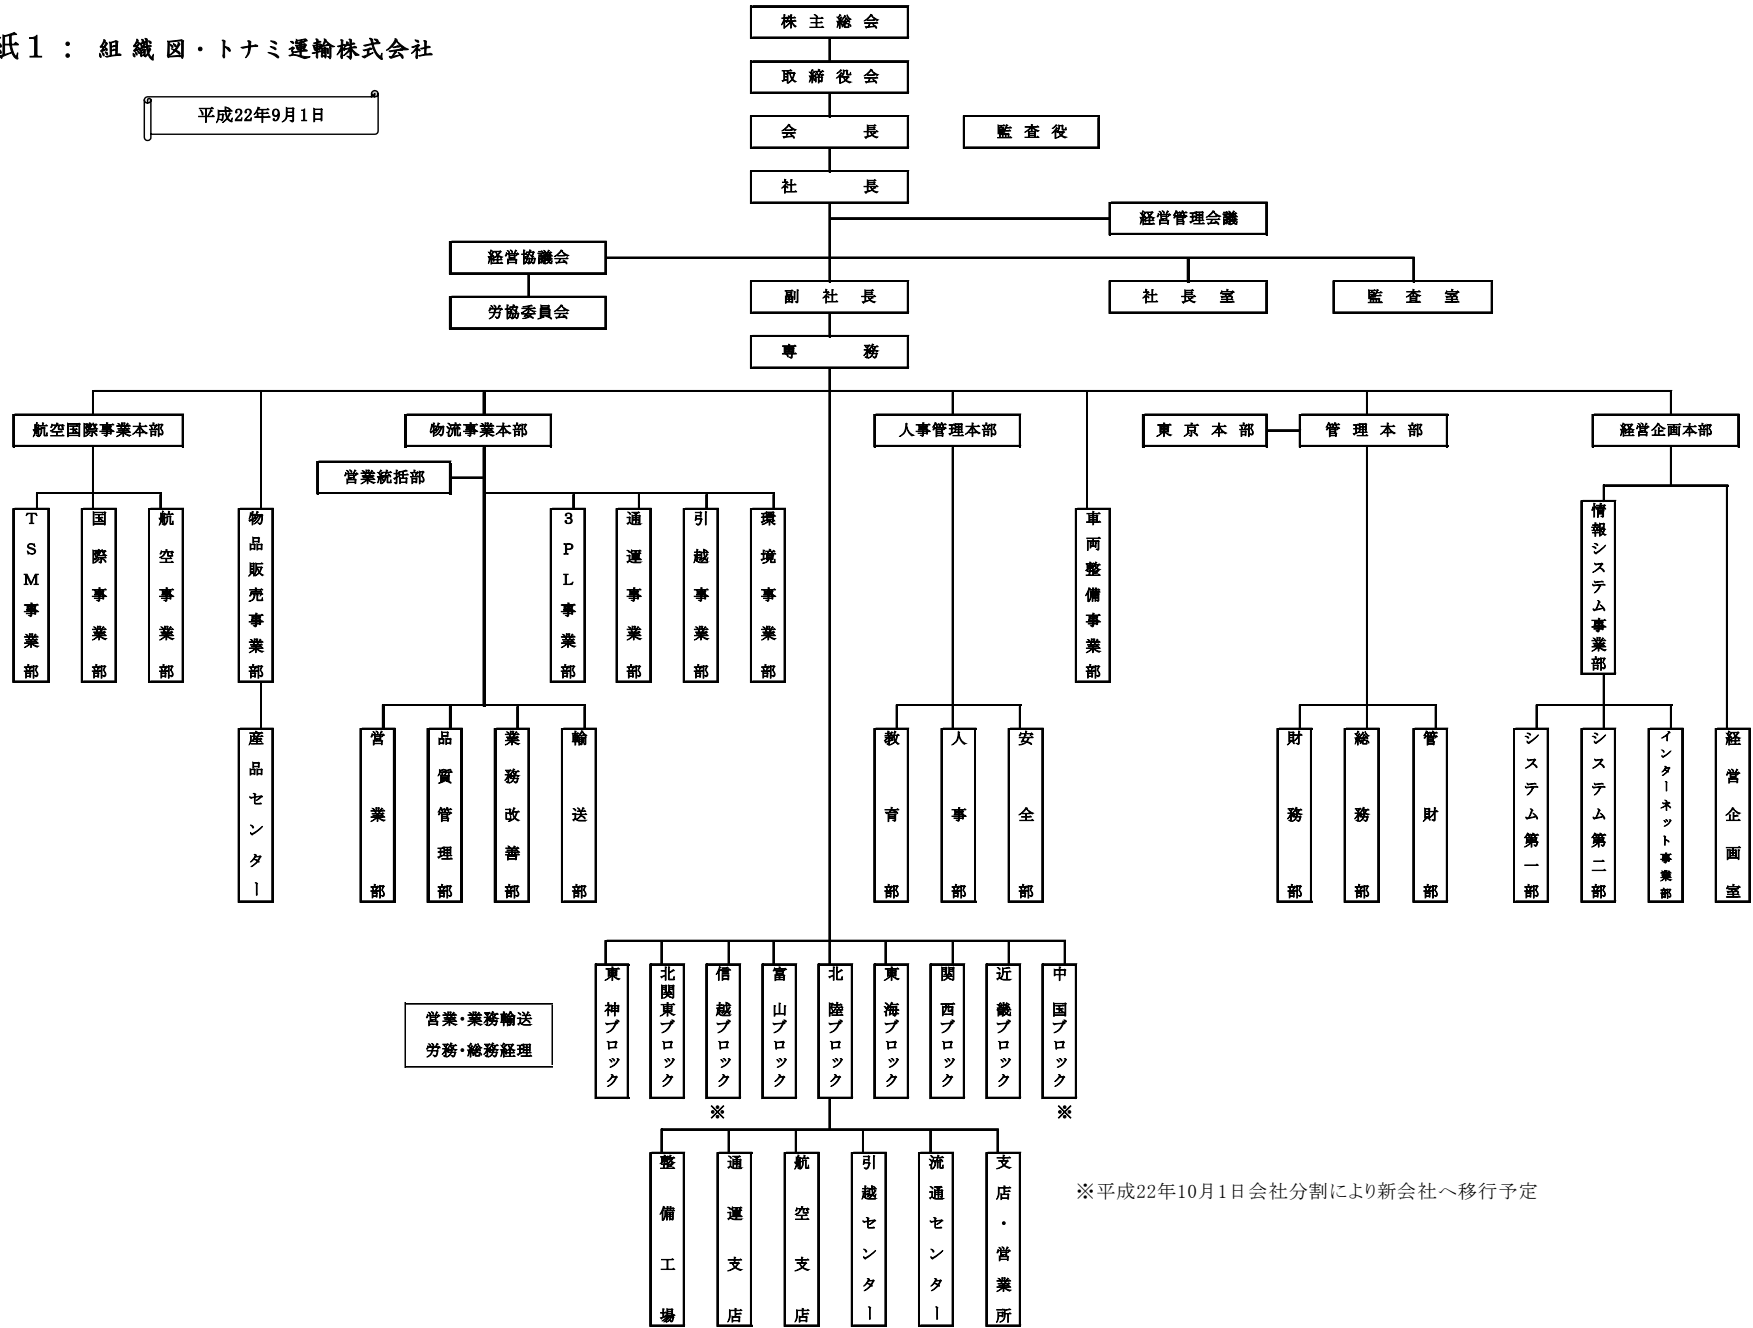 紙１： 組織図・トナミ運輸株式会社
平成22年9月1日
株主総会
取締役会
会長
監査役
社長
経営管理会議
経営協議会
労協委員会
副社長
社長室
監査室
専務
航空国際事業本部
物流事業本部
人事管理本部
東京本部
管理本部
経営企画本部
営業統括部
ＴＳＭ事業部
国際事業部
航空事業部
物品販売事業部
３ＰＬ事業部
通運事業部
引越事業部
環境事業部
車両整備事業部
情報システム事業部
産品センター
営業部
品質管理部
業務改善部
輸送部
教育部
人事部
安全部
財務部
総務部
管財部
システム第一部
システム第二部
インターネット事業部
経営企画室
営業・業務輸送
労務・総務経理
東神ブロック
北関東ブロック
信越ブロック
富山ブロック
北陸ブロック
東海ブロック
関西ブロック
近畿ブロック
中国ブロック
※
※
整備工場
通運支店
航空支店
引越センター
流通センター
支店・営業所
※平成22年10月1日会社分割により新会社へ移行予定